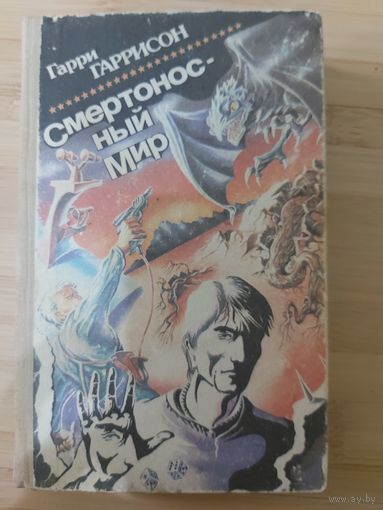 Гарри
ГАРРИСОН
Смертонос-
ный
Мир
www.ay.by